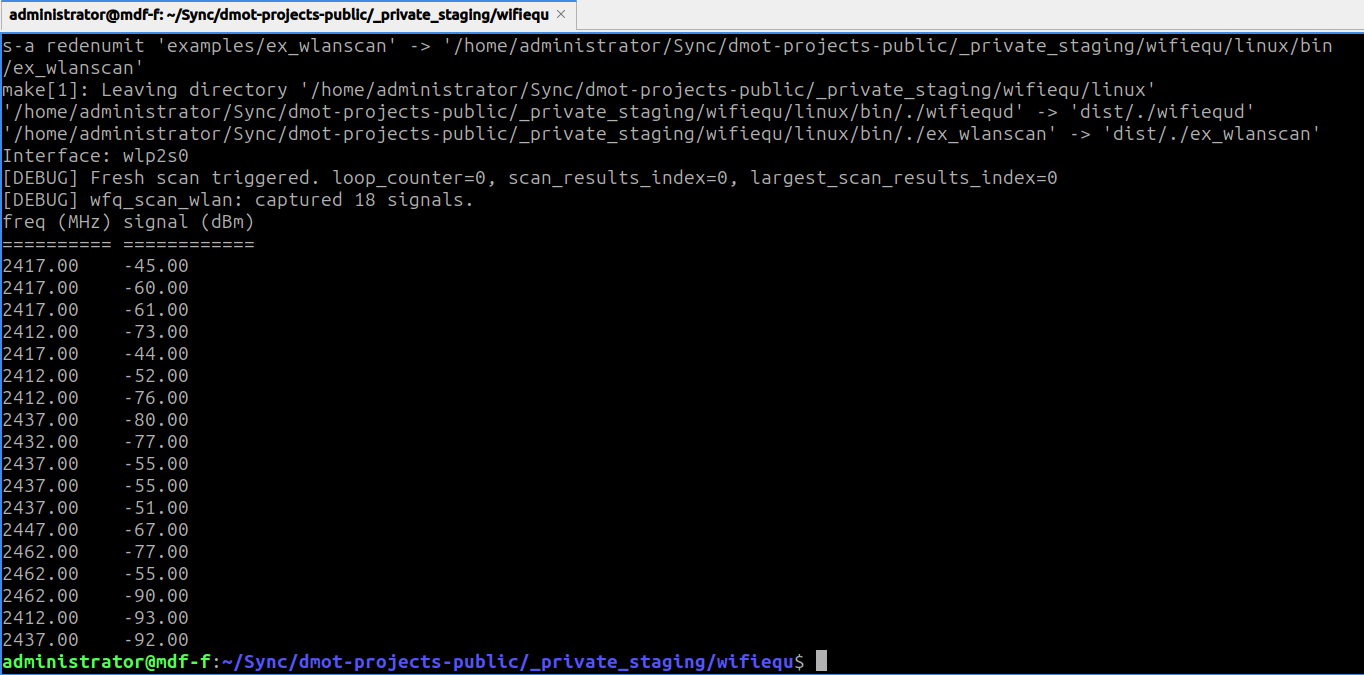 administrator@mdf-f: ~/Sync/dmot-projects-public/_private_staging/wifiequ ×
s-a redenumit 'examples/ex_wlanscan' -> '/home/administrator/Sync/dmot-projects-public/_private_staging/wifiequ/linux/bin
/ex_wlanscan'
make[1]: Leaving directory '/home/administrator/Sync/dmot-projects-public/_private_staging/wifiequ/linux'
'/home/administrator/Sync/dmot-projects-public/_private_staging/wifiequ/linux/bin/./wifiequd' -> 'dist/./wifiequd'
'/home/administrator/Sync/dmot-projects-public/_private_staging/wifiequ/linux/bin/./ex_wlanscan' -> 'dist/./ex_wlanscan'
Interface: wlp2s0
[DEBUG] Fresh scan triggered. loop_counter=0, scan_results_index=0, largest_scan_results_index=0
[DEBUG] wfq_scan_wlan: captured 18 signals.
freq (MHz) signal (dBm)
========== ============
2417.00    -45.00
2417.00    -60.00
2417.00    -61.00
2412.00    -73.00
2417.00    -44.00
2412.00    -52.00
2412.00    -76.00
2437.00    -80.00
2432.00    -77.00
2437.00    -55.00
2437.00    -55.00
2437.00    -51.00
2447.00    -67.00
2462.00    -77.00
2462.00    -55.00
2462.00    -90.00
2412.00    -93.00
2437.00    -92.00
administrator@mdf-f:~/Sync/dmot-projects-public/_private_staging/wifiequ$